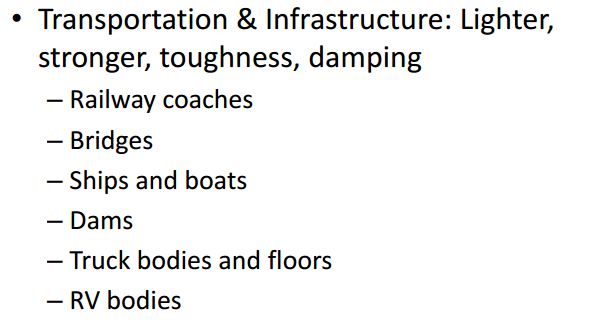 • Transportation & Infrastructure: Lighter,
stronger, toughness, damping
– Railway coaches
– Bridges
– Ships and boats
– Dams
– Truck bodies and floors
– RV bodies